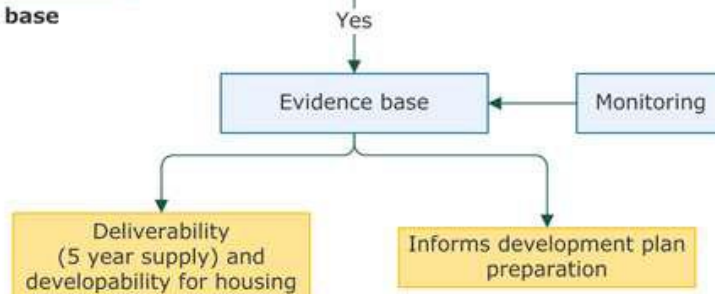 base
Yes
Evidence base
Monitoring
Deliverability
(5 year supply) and
developability for housing
Informs development plan
preparation